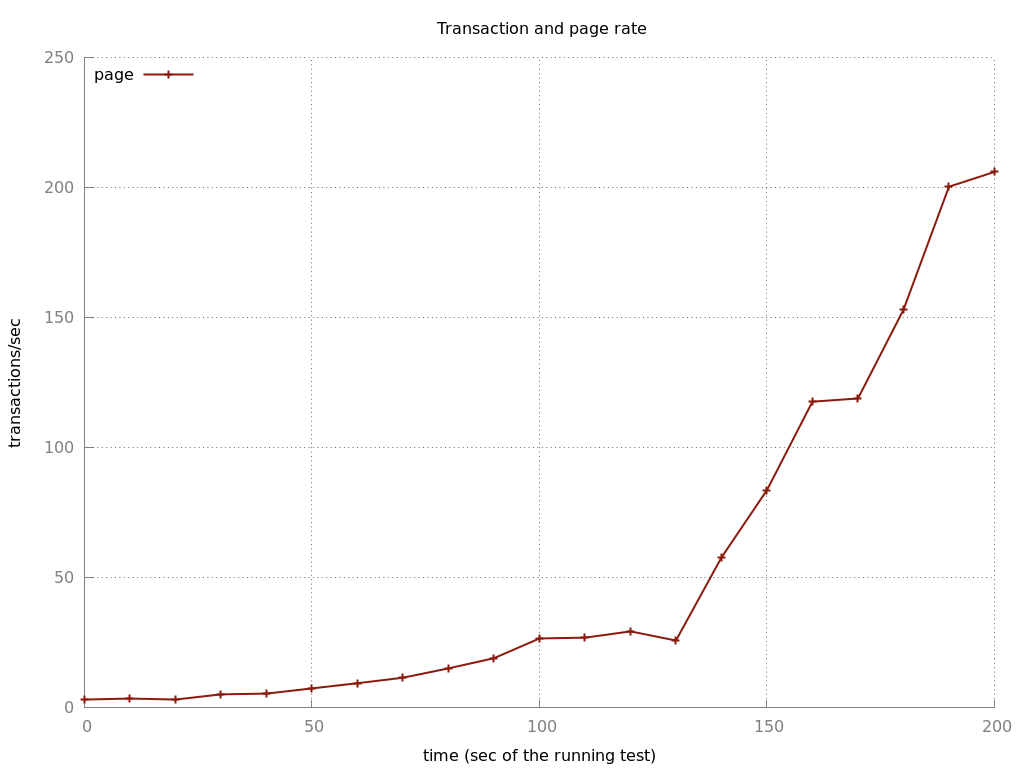 Transaction and page rate
250
page
200
150
transactions/sec
100
50
0
0 50 100 150 200
time (sec of the running test)